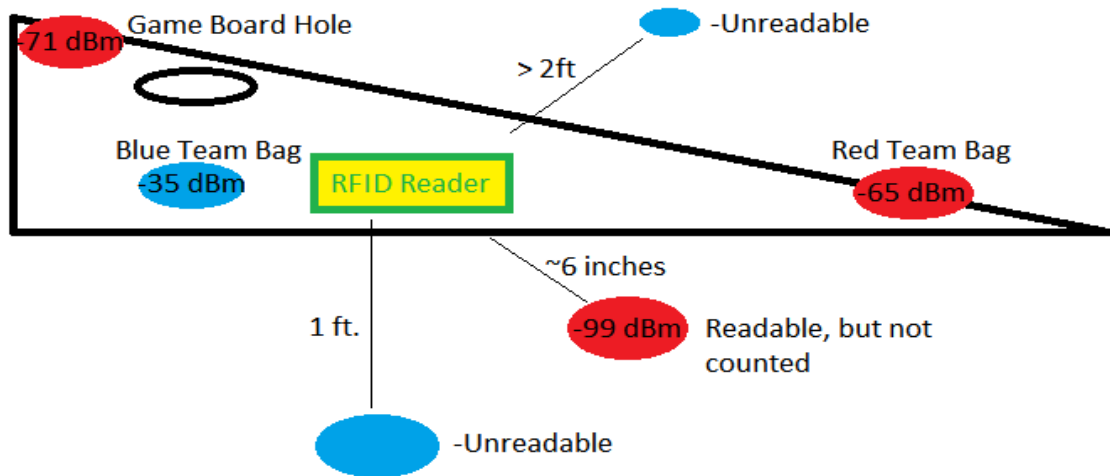 Game Board Hole
-71 dBm
-Unreadable
> 2ft
Blue Team Bag
-35 dBm
RFID Reader
Red Team Bag
-65 dBm
~6 inches
1 ft.
-99 dBm
Readable, but not
counted
-Unreadable